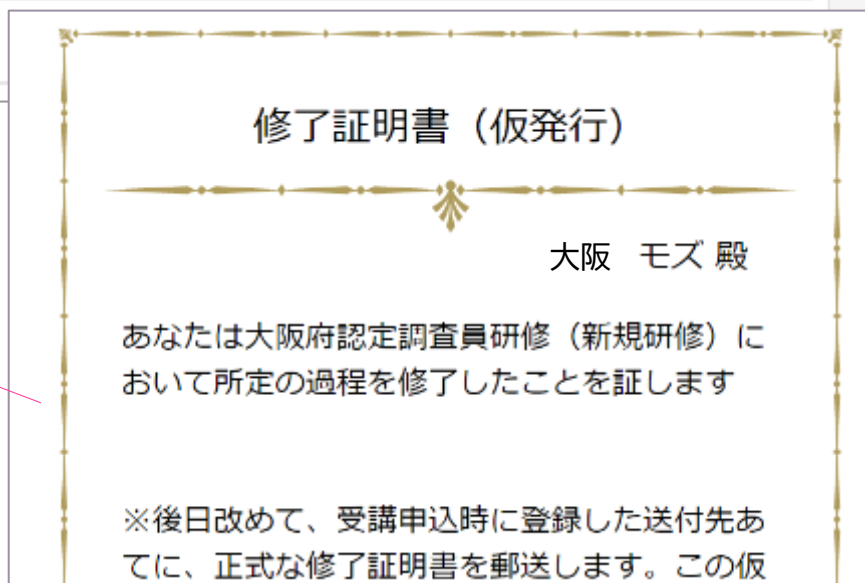 修了証明書（仮発行）
大阪　モズ 殿
あなたは大阪府認定調査員研修（新規研修）に
おいて所定の過程を修了したことを証します
※後日改めて、受講申込時に登録した送付先あ
てに、正式な修了証明書を郵送します。この仮